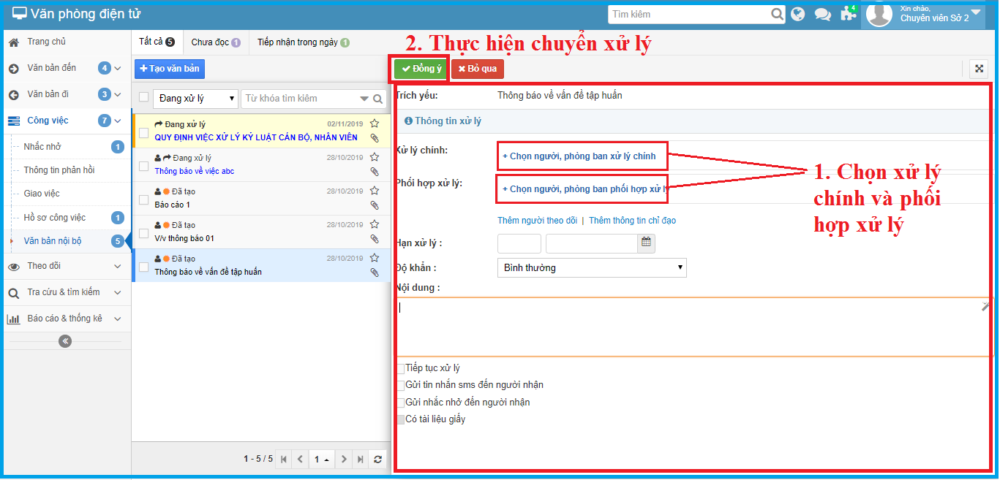 Văn phòng điện tử
Tìm kiếm
4
Xin chào,
Chuyên viên Sở 2
Trang chủ
Văn bản đến 4
Văn bản đi 3
Công việc 7
Nhắc nhở 1
Thông tin phản hồi
Giao việc
Hồ sơ công việc 1
Văn bản nội bộ 5
Theo dõi
Tra cứu & tìm kiếm
Báo cáo & thống kê
Tất cả 5 Chưa đọc 1 Tiếp nhận trong ngày 1
+ Tạo văn bản
Đang xử lý Từ khóa tìm kiếm
Đang xử lý 02/11/2019
QUY ĐỊNH VIỆC XỬ LÝ KỶ LUẬT CÁN BỘ, NHÂN VIÊN
Đang xử lý 28/10/2019
Thông báo về việc abc
Đã tạo 28/10/2019
Báo cáo 1
Đã tạo 28/10/2019
V/v thông báo 01
Đã tạo 28/10/2019
Thông báo về vấn đề tập huấn
1 - 5 / 5 1
2. Thực hiện chuyển xử lý
Đồng ý Bỏ qua
Trích yếu: Thông báo về vấn đề tập huấn
Thông tin xử lý
Xử lý chính: + Chọn người, phòng ban xử lý chính
Phối hợp xử lý: + Chọn người, phòng ban phối hợp xử lý
1. Chọn xử lý
chính và phối
hợp xử lý
Thêm người theo dõi | Thêm thông tin chỉ đạo
Hạn xử lý :
Độ khẩn : Bình thường
Nội dung :
Tiếp tục xử lý
Gửi tin nhắn sms đến người nhận
Gửi nhắc nhở đến người nhận
Có tài liệu giấy